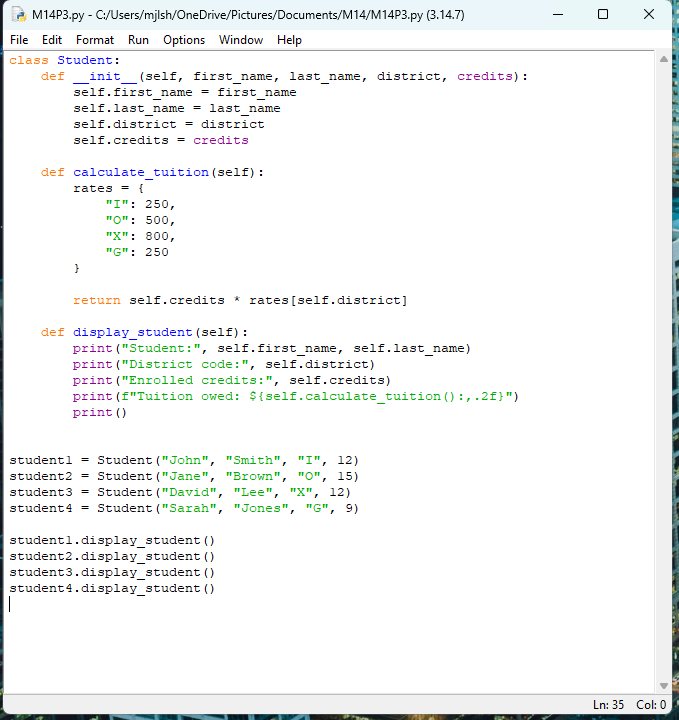 M14P3.py - C:/Users/mjlsh/OneDrive/Pictures/Documents/M14/M14P3.py (3.14.7)
File Edit Format Run Options Window Help
class Student:
    def __init__(self, first_name, last_name, district, credits):
        self.first_name = first_name
        self.last_name = last_name
        self.district = district
        self.credits = credits

    def calculate_tuition(self):
        rates = {
            "I": 250,
            "O": 500,
            "X": 800,
            "G": 250
        }

        return self.credits * rates[self.district]

    def display_student(self):
        print("Student:", self.first_name, self.last_name)
        print("District code:", self.district)
        print("Enrolled credits:", self.credits)
        print(f"Tuition owed: ${self.calculate_tuition():,.2f}")
        print()


student1 = Student("John", "Smith", "I", 12)
student2 = Student("Jane", "Brown", "O", 15)
student3 = Student("David", "Lee", "X", 12)
student4 = Student("Sarah", "Jones", "G", 9)

student1.display_student()
student2.display_student()
student3.display_student()
student4.display_student()
Ln: 35 Col: 0